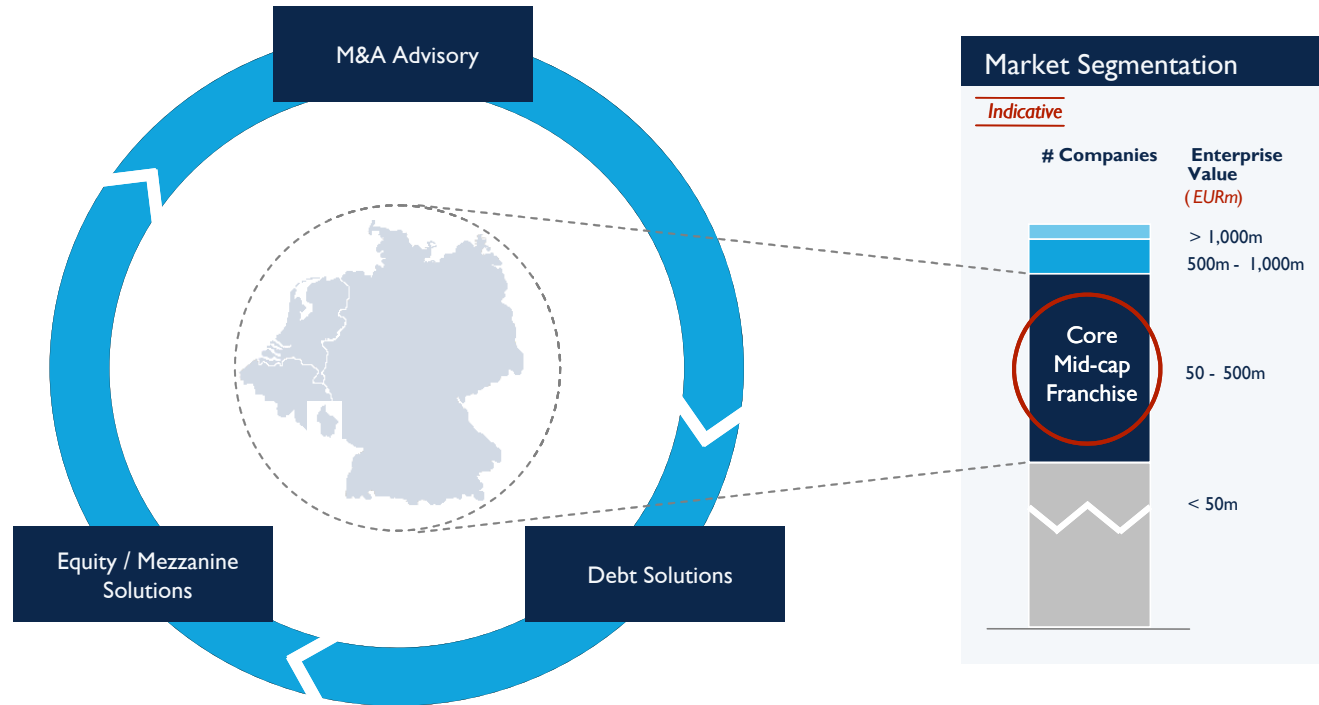 M&A Advisory
Equity / Mezzanine
Solutions
Debt Solutions
Market Segmentation
Indicative
# Companies
Enterprise
Value
(EURm)
> 1,000m
500m - 1,000m
Core
Mid-cap
Franchise
50 - 500m
< 50m